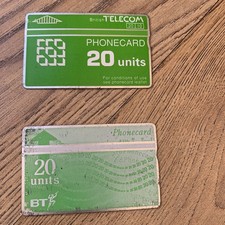 British TELECOM
PHONECARD
20 units
For conditions of use
see phonecard wallet
Phonecard
20
units
BT